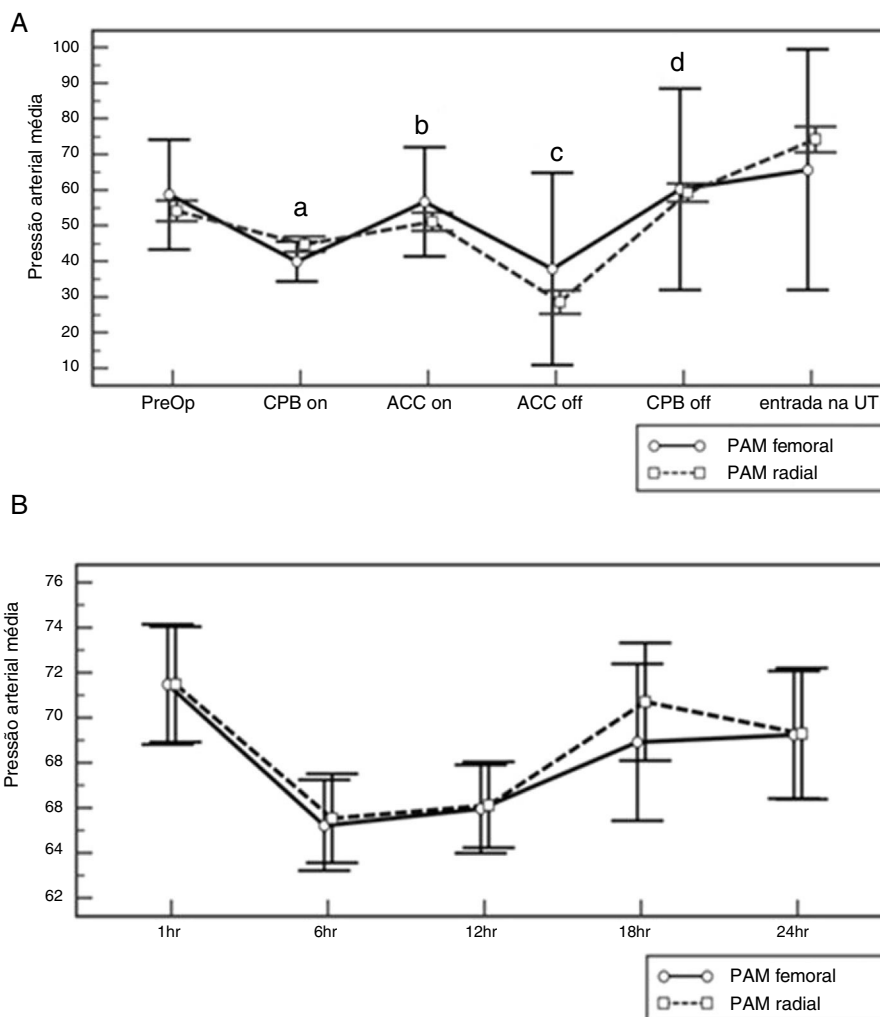 A
Pressão arterial média
100
90
80
70
60
50
40
30
20
10
a
b
c
d
PreOp
CPB on
ACC on
ACC off
CPB off
entrada na UT
PAM femoral
PAM radial
B
Pressão arterial média
76
74
72
70
68
68
64
62
1hr
6hr
12hr
18hr
24hr
PAM femoral
PAM radial